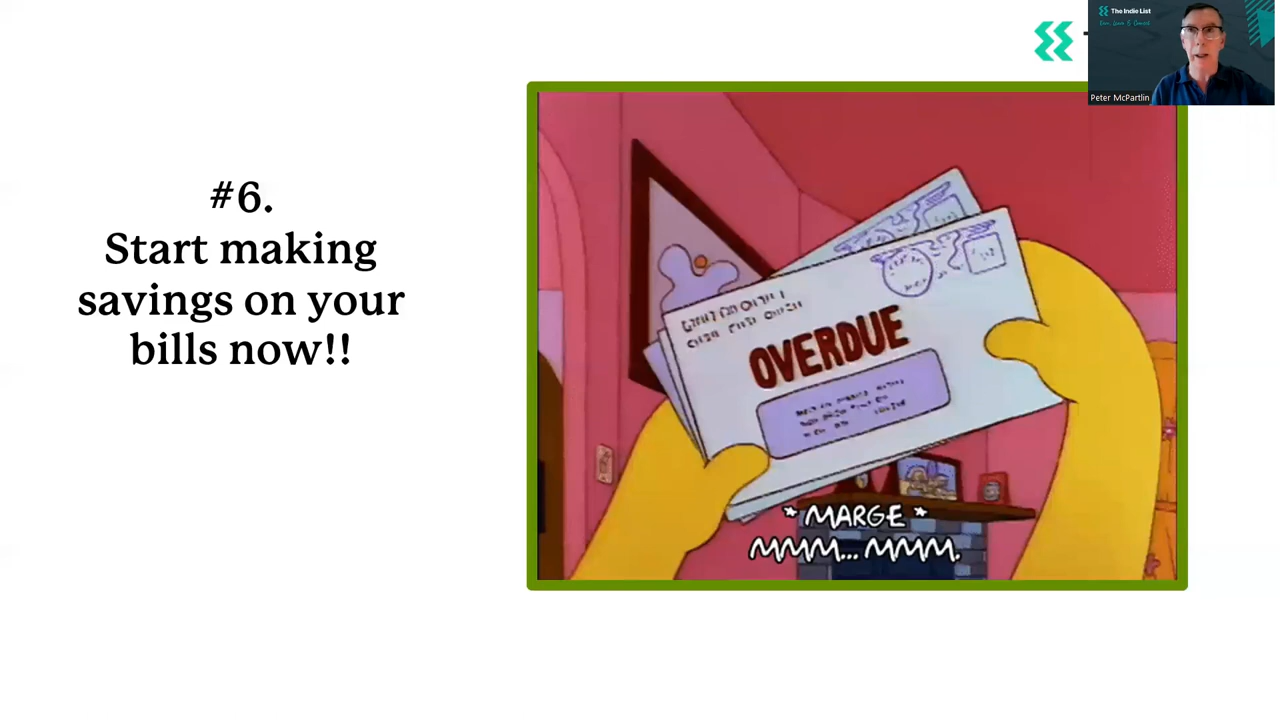 The Indie List
Peter McPartlin
#6.
Start making
savings on your
bills now!!
OVERDUE
* MARGE *
MMM... MMM.